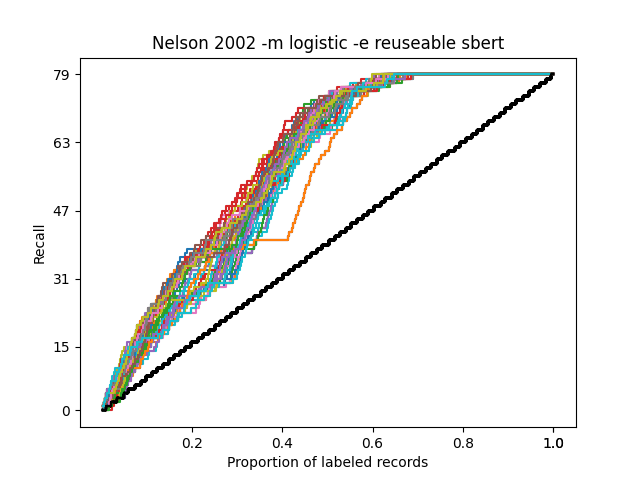 Nelson 2002 -m logistic -e reuseable sbert
79
63
47
31
15
0
Recall
0.2 0.4 0.6 0.8 1.0
Proportion of labeled records